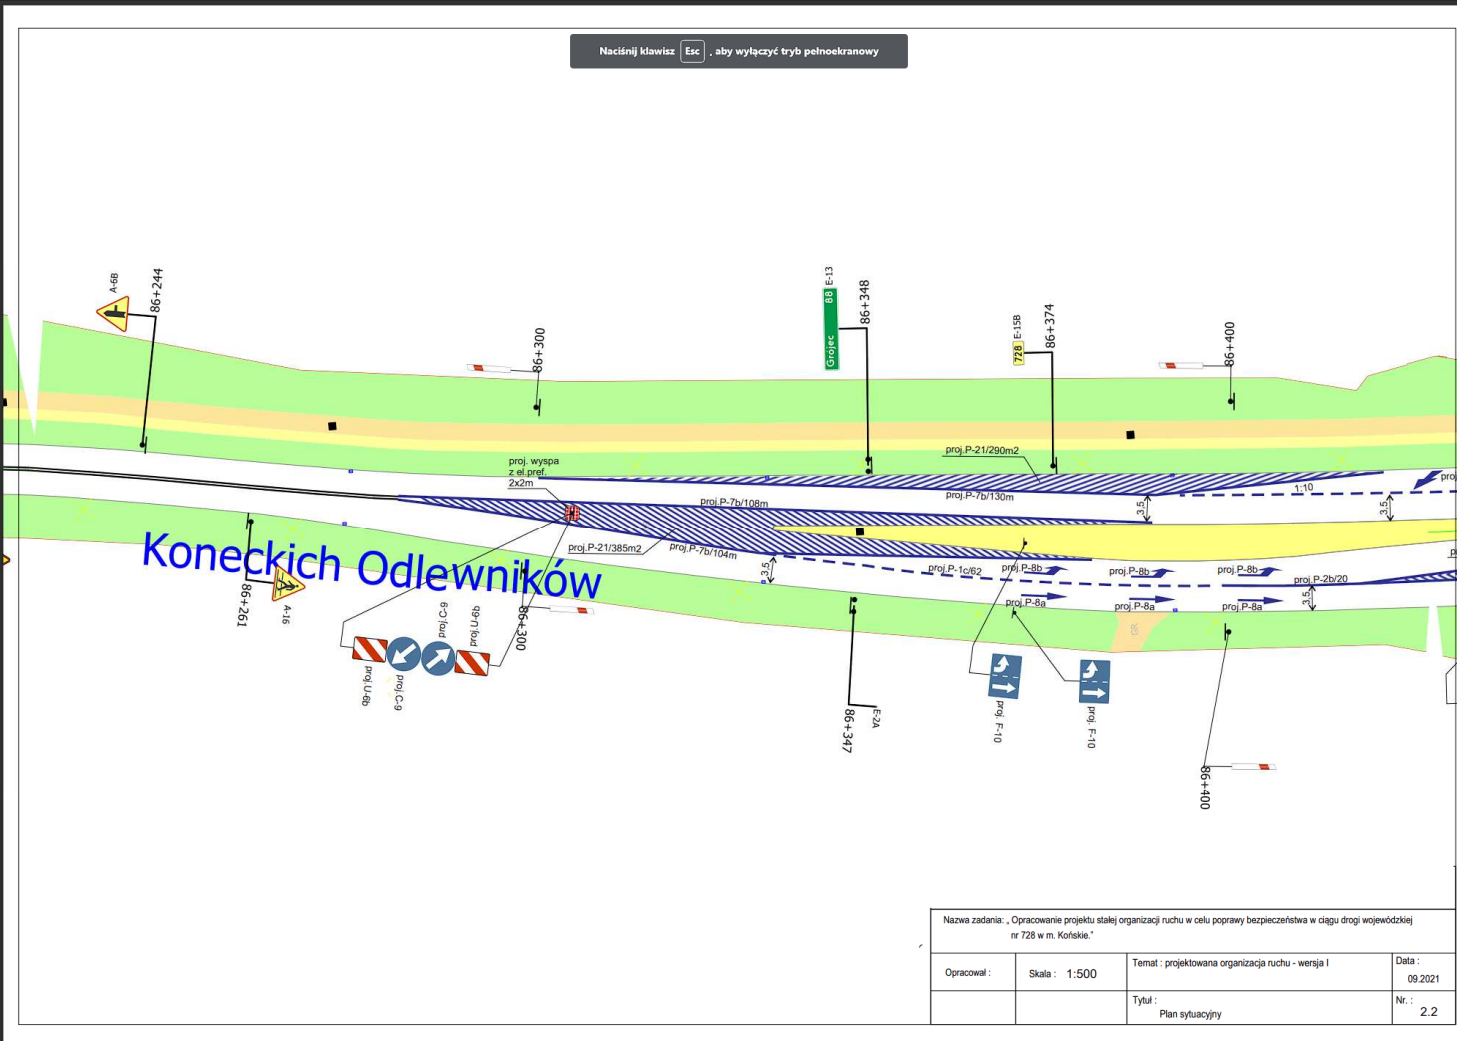 Naciśnij klawisz Esc , aby wyłączyć tryb pełnoekranowy
A-6B
86+244
86+300
Grójec 88
E-13
86+348
728
E-15B
86+374
86+400
proj. wyspa
z el.pref.
2x2m
proj.P-7b/108m
proj.P-21/290m2
proj.P-7b/130m
3,5
1:10
3,5
proj
Koneckich Odlewników
proj.P-21/385m2
proj.P-7b/104m
3,5
proj.P-1c/62
proj.P-8b
proj.P-8b
proj.P-8b
proj.P-2b/20
proj.P-8a
proj.P-8a
proj.P-8a
3,5
GR
86+261
A-16
proj.C-9
proj.U-6b
86+300
proj.U-6b
proj.C-9
86+347
E-2A
proj. F-10
proj. F-10
86+400
Nazwa zadania: „ Opracowanie projektu stałej organizacji ruchu w celu poprawy bezpieczeństwa w ciągu drogi wojewódzkiej
nr 728 w m. Końskie.”
Opracował :
Skala : 1:500
Temat : projektowana organizacja ruchu - wersja I
Data :
09.2021
Tytuł :
Plan sytuacyjny
Nr. :
2.2